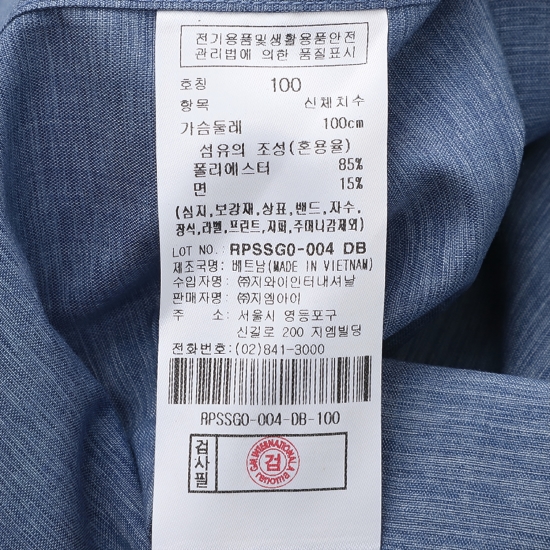 전기용품및생활용품안전
관리법에 의한 품질표시
호칭 100
항목 신체치수
가슴둘레 100cm
섬유의 조성(혼용율)
폴리에스터 85%
면 15%
(심지,보강재,상표,밴드,자수,
장식,라벨,프린트,지퍼,주머니감제외)
LOT NO.: RPSSG0-004 DB
제조국명: 베트남(MADE IN VIETNAM)
수입자명: ㈜지와이인터내셔날
판매자명: ㈜지엠아이
주 소: 서울시 영등포구
신길로 200 지엠빌딩
전화번호: (02)841-3000
RPSSG0-004-DB-100
검사필
검
INTERNATIONAL
renoma